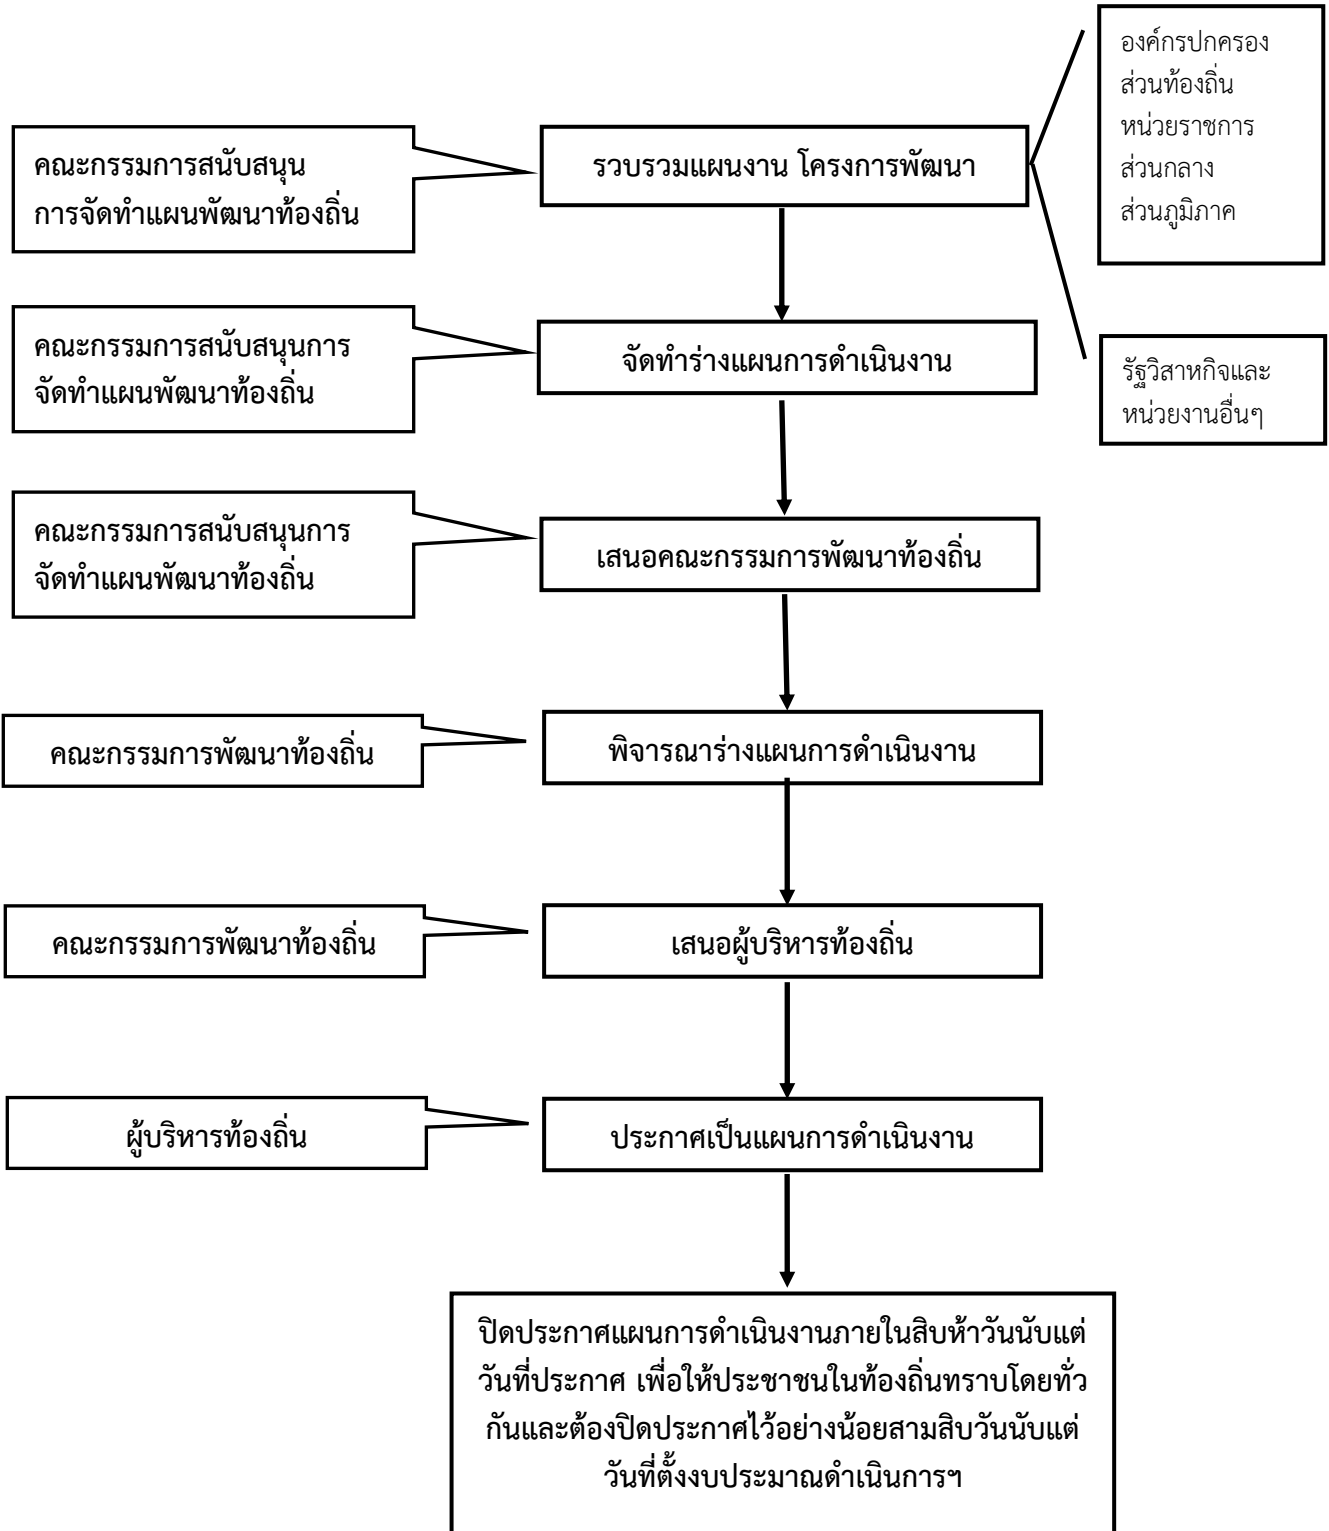 องค์กรปกครอง
ส่วนท้องถิ่น
หน่วยราชการ
ส่วนกลาง
ส่วนภูมิภาค
คณะกรรมการสนับสนุน
การจัดทำแผนพัฒนาท้องถิ่น
รวบรวมแผนงาน โครงการพัฒนา
คณะกรรมการสนับสนุนการ
จัดทำแผนพัฒนาท้องถิ่น
จัดทำร่างแผนการดำเนินงาน
รัฐวิสาหกิจและ
หน่วยงานอื่นๆ
คณะกรรมการสนับสนุนการ
จัดทำแผนพัฒนาท้องถิ่น
เสนอคณะกรรมการพัฒนาท้องถิ่น
คณะกรรมการพัฒนาท้องถิ่น
พิจารณาร่างแผนการดำเนินงาน
คณะกรรมการพัฒนาท้องถิ่น
เสนอผู้บริหารท้องถิ่น
ผู้บริหารท้องถิ่น
ประกาศเป็นแผนการดำเนินงาน
ปิดประกาศแผนการดำเนินงานภายในสิบห้าวันนับแต่
วันที่ประกาศ เพื่อให้ประชาชนในท้องถิ่นทราบโดยทั่ว
กันและต้องปิดประกาศไว้อย่างน้อยสามสิบวันนับแต่
วันที่ตั้งงบประมาณดำเนินการฯ